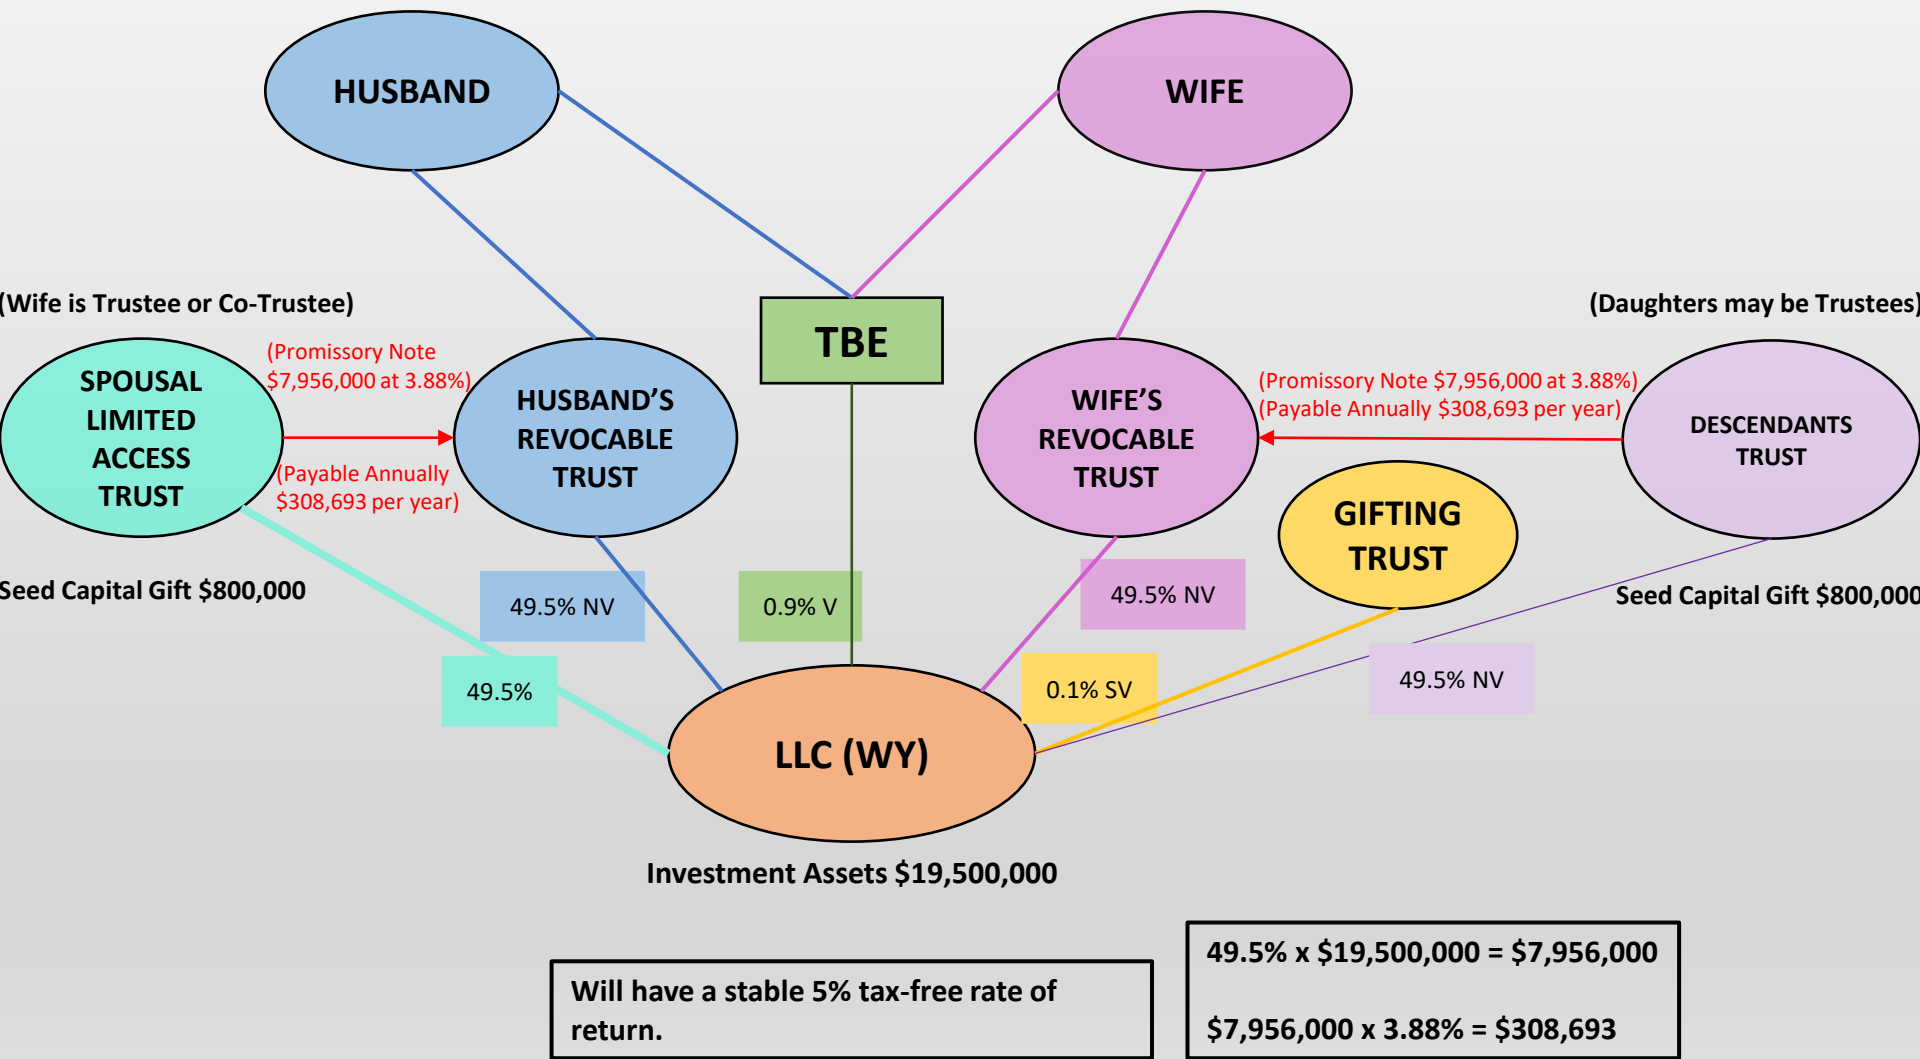 HUSBAND
WIFE
(Wife is Trustee or Co-Trustee)
(Daughters may be Trustees)
TBE
SPOUSAL
LIMITED
ACCESS
TRUST
(Promissory Note
$7,956,000 at 3.88%)
(Payable Annually
$308,693 per year)
HUSBAND’S
REVOCABLE
TRUST
WIFE’S
REVOCABLE
TRUST
(Promissory Note $7,956,000 at 3.88%)
(Payable Annually $308,693 per year)
DESCENDANTS
TRUST
GIFTING
TRUST
Seed Capital Gift $800,000
49.5% NV
0.9% V
49.5% NV
Seed Capital Gift $800,000
49.5%
0.1% SV
49.5% NV
LLC (WY)
Investment Assets $19,500,000
Will have a stable 5% tax-free rate of
return.
49.5% x $19,500,000 = $7,956,000
$7,956,000 x 3.88% = $308,693